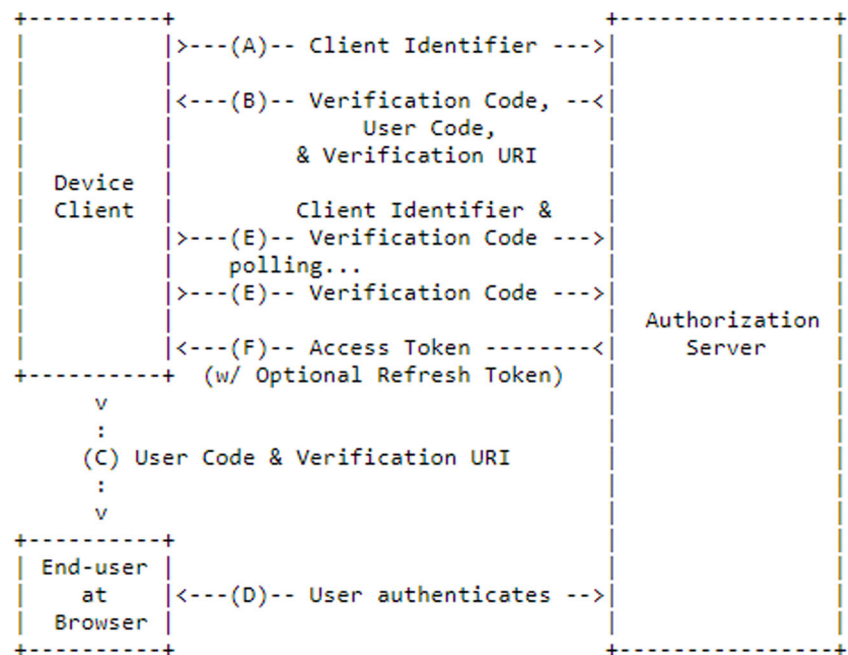 +----------+                                +----------------+
|          |>---(A)-- Client Identifier --->|                |
|          |                                |                |
|          |<---(B)-- Verification Code, --<|                |
|          |              User Code,        |                |
|          |         & Verification URI     |                |
|  Device  |                                |                |
|  Client  |         Client Identifier &    |                |
|          |>---(E)-- Verification Code --->|                |
|          |    polling...                  |                |
|          |>---(E)-- Verification Code --->|                |
|          |                                |  Authorization |
|          |<---(F)-- Access Token --------<|     Server     |
+----------+  (w/ Optional Refresh Token)   |                |
      v                                     |                |
      :                                     |                |
     (C) User Code & Verification URI       |                |
      :                                     |                |
      v                                     |                |
+----------+                                |                |
| End-user |                                |                |
|    at    |<---(D)-- User authenticates -->|                |
|  Browser |                                |                |
+----------+                                +----------------+